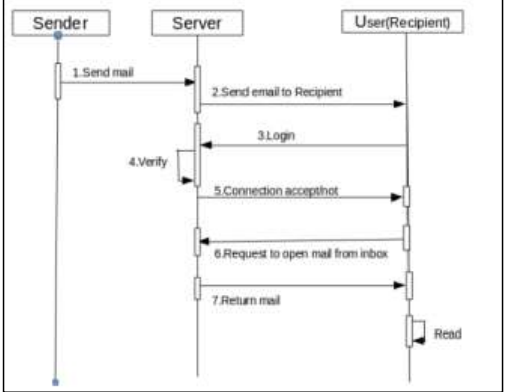 Sender
Server
User(Recipient)
1.Send mail
2.Send email to Recipient
3.Login
4.Verify
5.Connection accept/not
6.Request to open mail from inbox
7.Return mail
Read